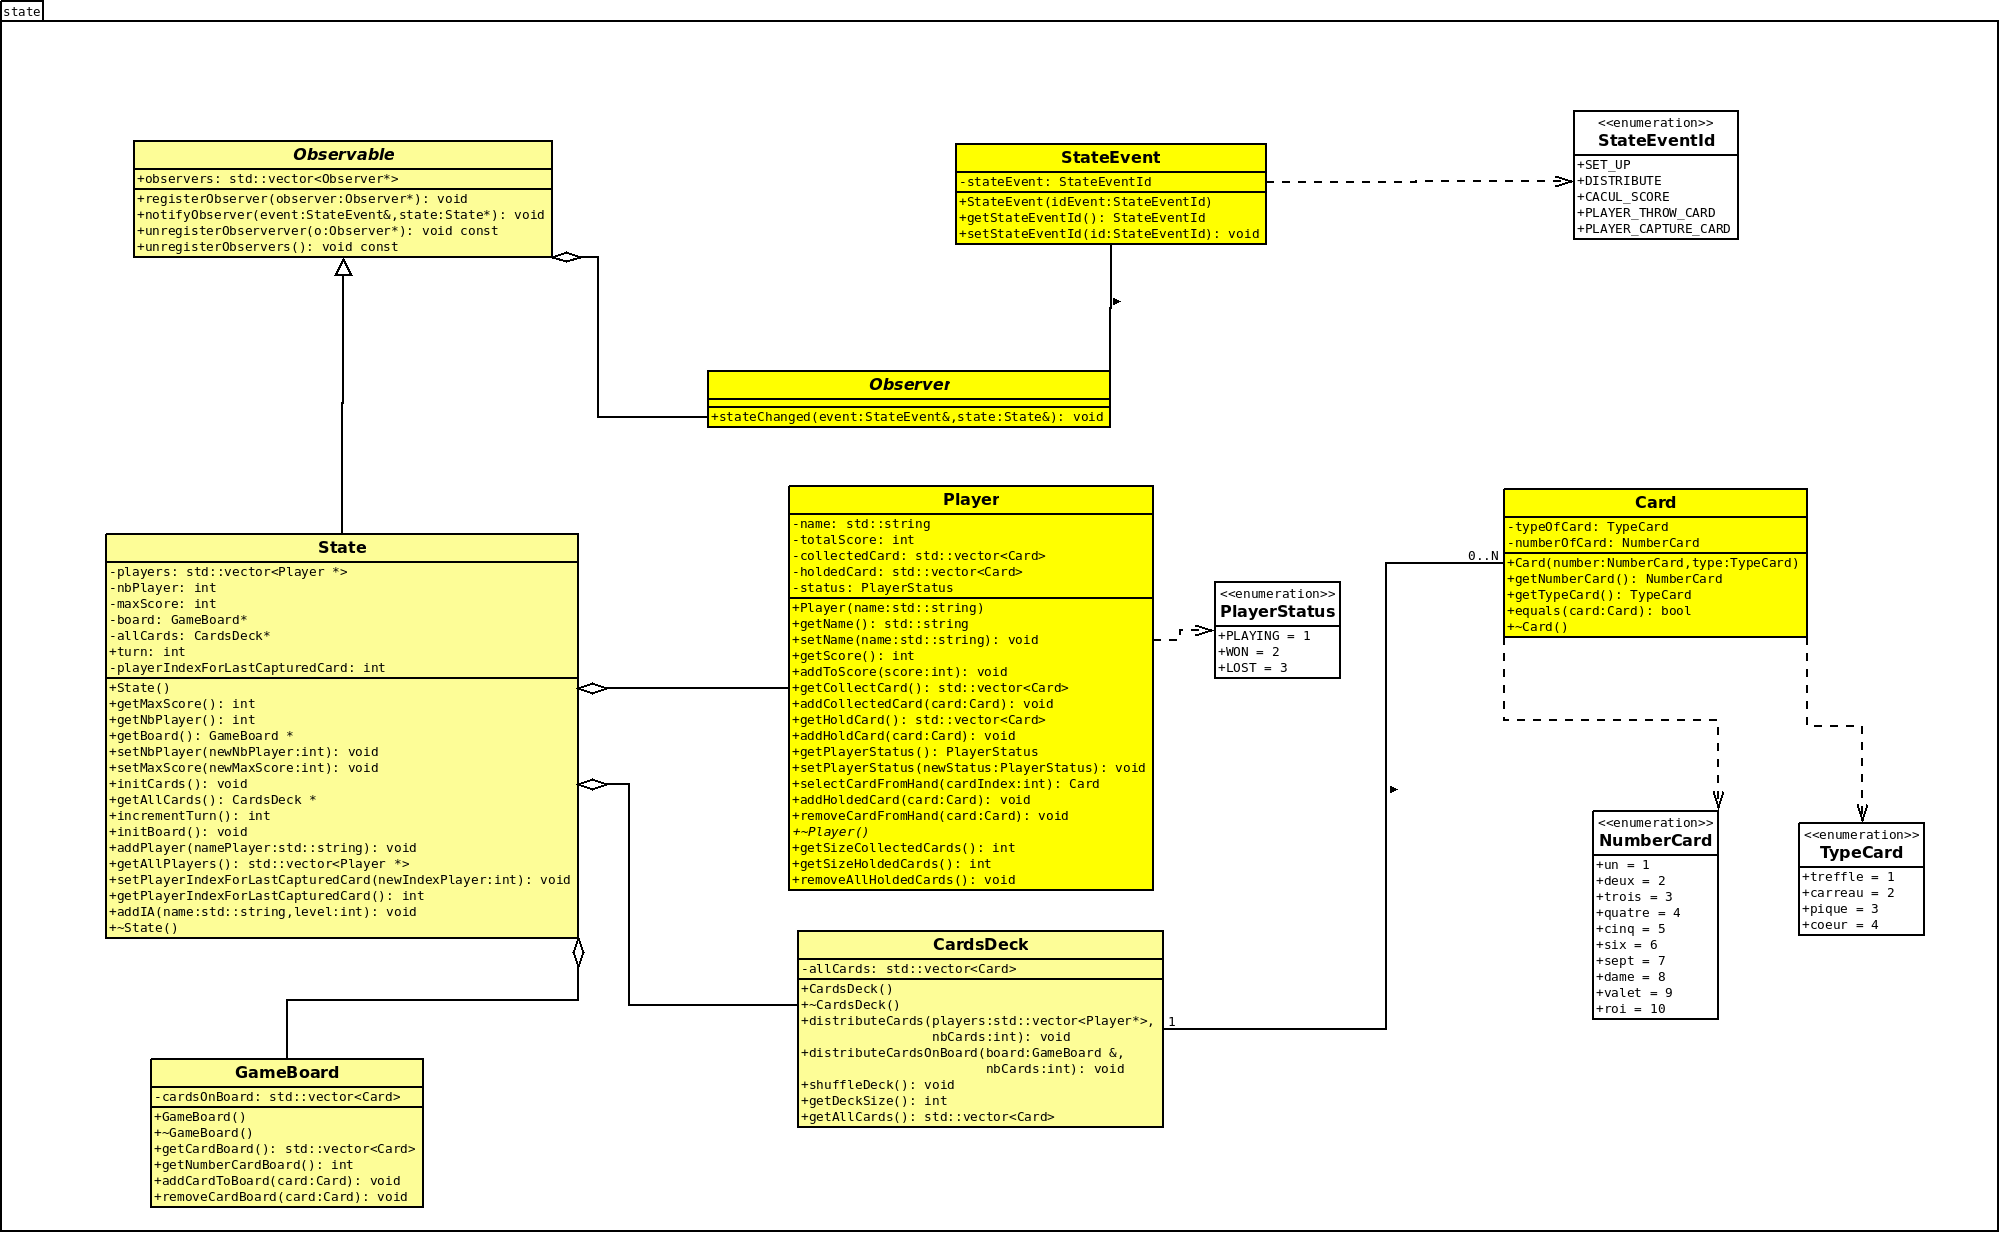 state
Observable
+observers: std::vector<Observer*>
+registerObserver(observer:Observer*): void
+notifyObserver(event:StateEvent&,state:State*): void
+unregisterObserverver(o:Observer*): void const
+unregisterObservers(): void const
StateEvent
-stateEvent: StateEventId
+StateEvent(idEvent:StateEventId)
+getStateEventId(): StateEventId
+setStateEventId(id:StateEventId): void
<<enumeration>>
StateEventId
+SET_UP
+DISTRIBUTE
+CACUL_SCORE
+PLAYER_THROW_CARD
+PLAYER_CAPTURE_CARD
Observer
+stateChanged(event:StateEvent&,state:State&): void
State
-players: std::vector<Player *>
-nbPlayer: int
-maxScore: int
-board: GameBoard*
-allCards: CardsDeck*
+turn: int
-playerIndexForLastCapturedCard: int
+State()
+getMaxScore(): int
+getNbPlayer(): int
+getBoard(): GameBoard *
+setNbPlayer(newNbPlayer:int): void
+setMaxScore(newMaxScore:int): void
+initCards(): void
+getAllCards(): CardsDeck *
+incrementTurn(): int
+initBoard(): void
+addPlayer(namePlayer:std::string): void
+getAllPlayers(): std::vector<Player *>
+setPlayerIndexForLastCapturedCard(newIndexPlayer:int): void
+getPlayerIndexForLastCapturedCard(): int
+addIA(name:std::string,level:int): void
+~State()
Player
-name: std::string
-totalScore: int
-collectedCard: std::vector<Card>
-holdedCard: std::vector<Card>
-status: PlayerStatus
+Player(name:std::string)
+getName(): std::string
+setName(name:std::string): void
+getScore(): int
+addToScore(score:int): void
+getCollectCard(): std::vector<Card>
+addCollectedCard(card:Card): void
+getHoldCard(): std::vector<Card>
+addHoldCard(card:Card): void
+getPlayerStatus(): PlayerStatus
+setPlayerStatus(newStatus:PlayerStatus): void
+selectCardFromHand(cardIndex:int): Card
+addHoldedCard(card:Card): void
+removeCardFromHand(card:Card): void
+~Player()
+getSizeCollectedCards(): int
+getSizeHoldedCards(): int
+removeAllHoldedCards(): void
<<enumeration>>
PlayerStatus
+PLAYING = 1
+WON = 2
+LOST = 3
0..N
Card
-typeOfCard: TypeCard
-numberOfCard: NumberCard
+Card(number:NumberCard,type:TypeCard)
+getNumberCard(): NumberCard
+getTypeCard(): TypeCard
+equals(card:Card): bool
+~Card()
<<enumeration>>
NumberCard
+un = 1
+deux = 2
+trois = 3
+quatre = 4
+cinq = 5
+six = 6
+sept = 7
+dame = 8
+valet = 9
+roi = 10
<<enumeration>>
TypeCard
+treffle = 1
+carreau = 2
+pique = 3
+coeur = 4
CardsDeck
-allCards: std::vector<Card>
+CardsDeck()
+~CardsDeck()
+distributeCards(players:std::vector<Player*>,
nbCards:int): void
+distributeCardsOnBoard(board:GameBoard &,
nbCards:int): void
+shuffleDeck(): void
+getDeckSize(): int
+getAllCards(): std::vector<Card>
1
GameBoard
-cardsOnBoard: std::vector<Card>
+GameBoard()
+~GameBoard()
+getCardBoard(): std::vector<Card>
+getNumberCardBoard(): int
+addCardToBoard(card:Card): void
+removeCardBoard(card:Card): void